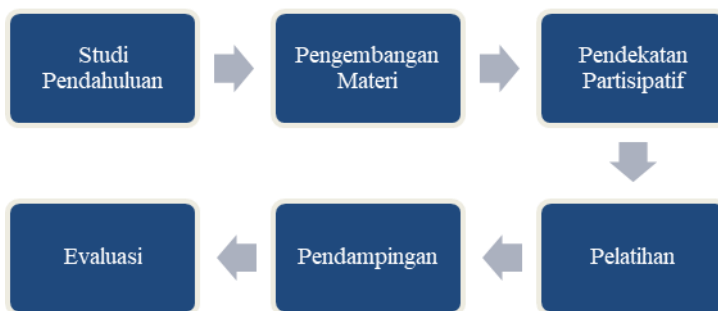 Studi
Pendahuluan
Pengembangan
Materi
Pendekatan
Partisipatif
Pelatihan
Pendampingan
Evaluasi